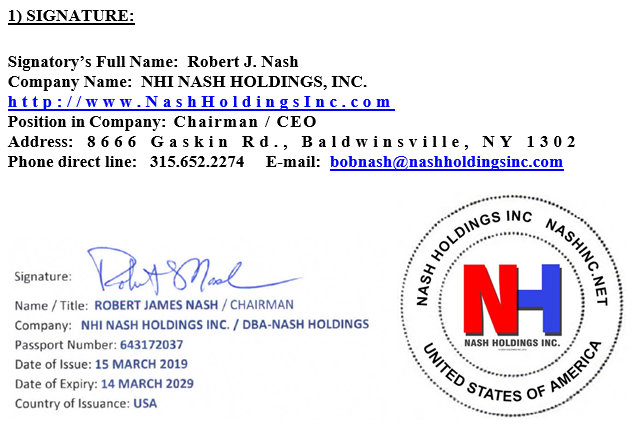 1) SIGNATURE:
Signatory's Full Name: Robert J. Nash
Company Name: NHI NASH HOLDINGS, INC.
http://www.NashHoldingsInc.com
Position in Company: Chairman / CEO
Address: 8666 Gaskin Rd., Baldwinsville, NY 1302
Phone direct line: 315.652.2274 E-mail: bobnash@nashholdingsinc.com
Signature: Robert J Nash
Name / Title: ROBERT JAMES NASH / CHAIRMAN
Company: NHI NASH HOLDINGS INC. / DBA-NASH HOLDINGS
Passport Number: 643172037
Date of Issue: 15 MARCH 2019
Date of Expiry: 14 MARCH 2029
Country of Issuance: USA
NASH HOLDINGS INC NASHINC.NET
NH
NASH HOLDINGS INC.
UNITED STATES OF AMERICA